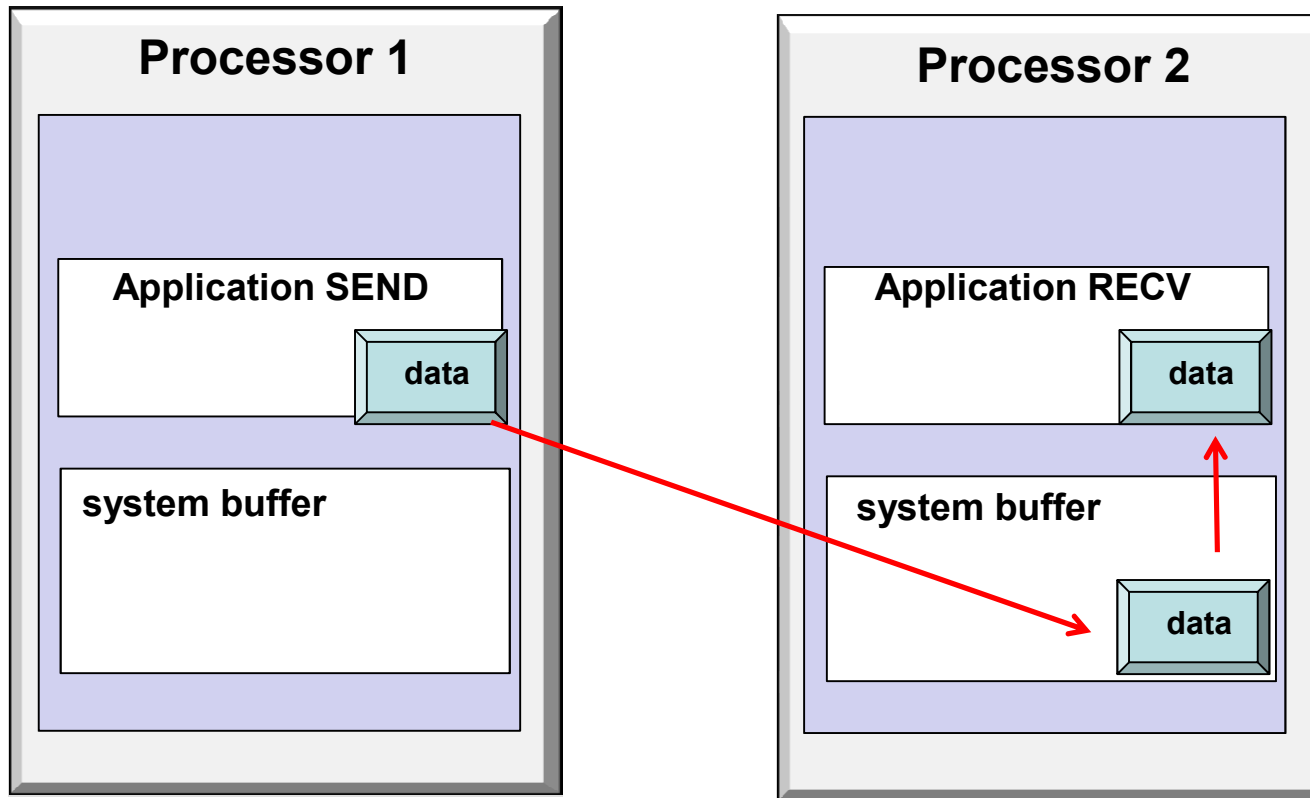 Processor 1
Application SEND
data
system buffer
Processor 2
Application RECV
data
system buffer
data